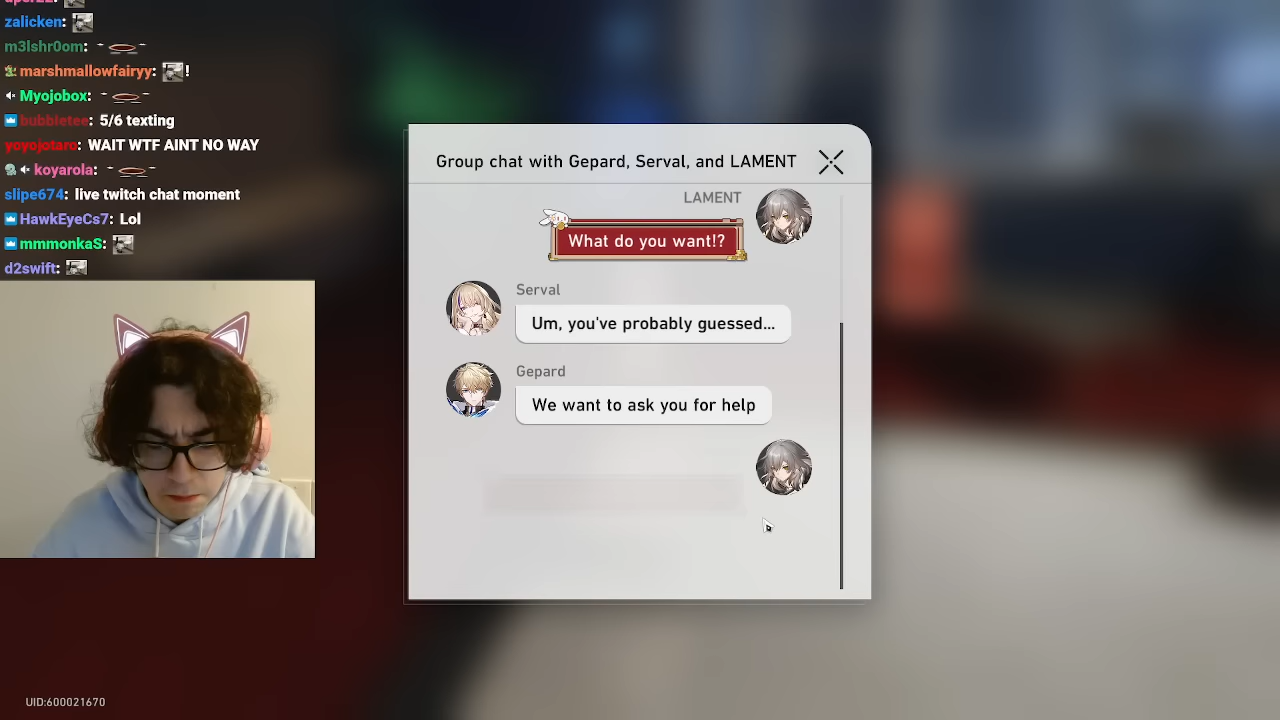 zalicken:
m3lshr0om:
marshmallowfairyy: !
Myojobox:
bubbletee: 5/6 texting
yoyojotaro: WAIT WTF AINT NO WAY
koyarola:
slipe674: live twitch chat moment
HawkEyeCs7: Lol
mmmonkaS:
d2swift:
Group chat with Gepard, Serval, and LAMENT
LAMENT
What do you want!?
Serval
Um, you've probably guessed...
Gepard
We want to ask you for help
UID:600021670